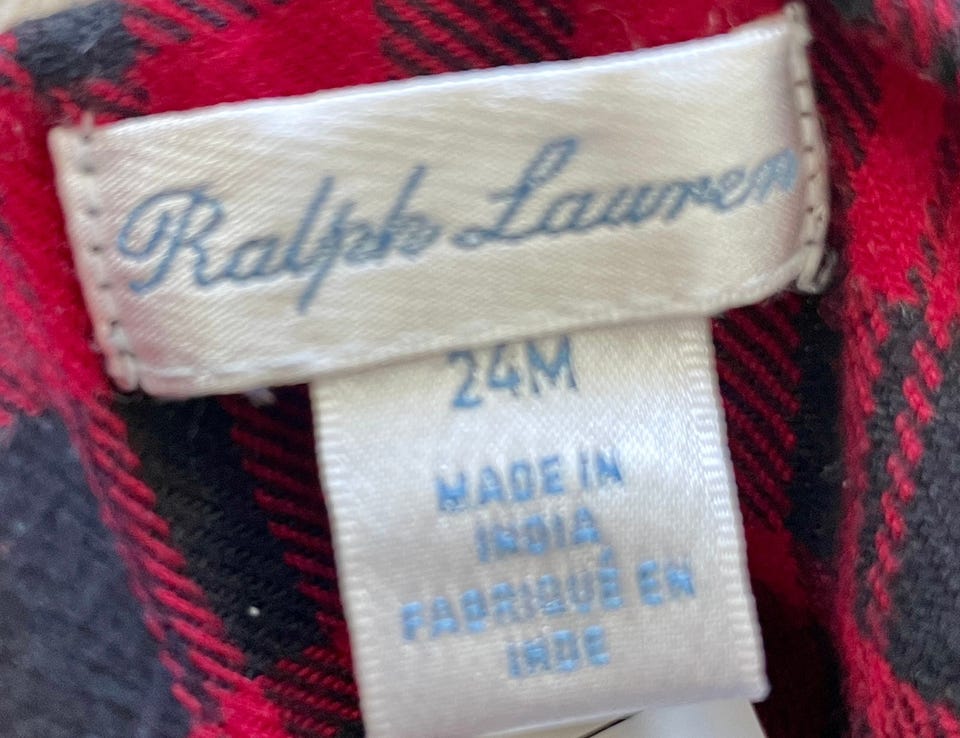 Ralph Lauren
24M
MADE IN
INDIA
FABRIQUÉ EN
INDE